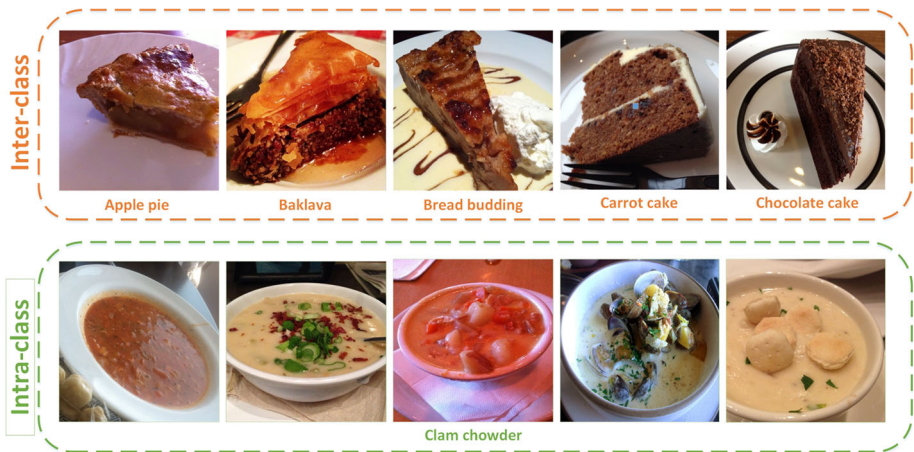 Inter-class
Apple pie
Baklava
Bread budding
Carrot cake
Chocolate cake
Intra-class
Clam chowder